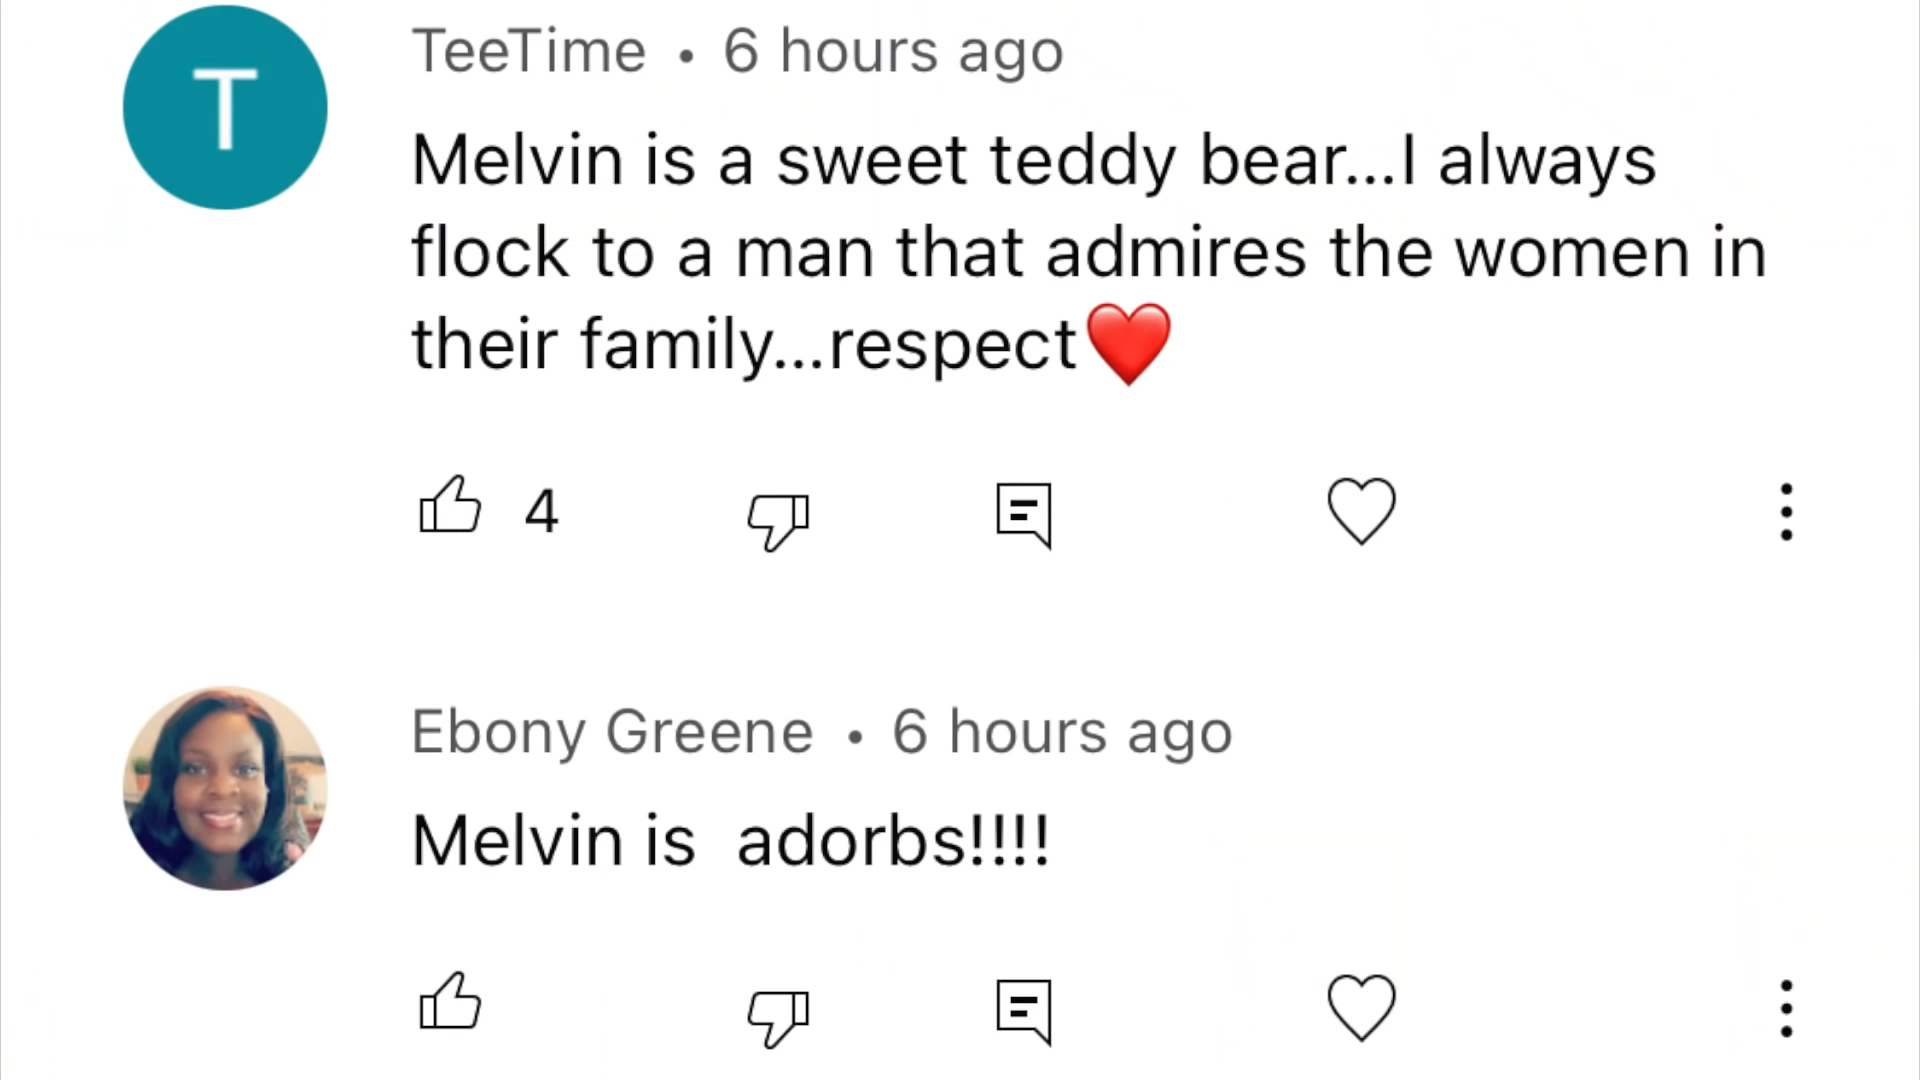 T
TeeTime • 6 hours ago
Melvin is a sweet teddy bear...I always
flock to a man that admires the women in
their family...respect❤️
4
Ebony Greene • 6 hours ago
Melvin is  adorbs!!!!